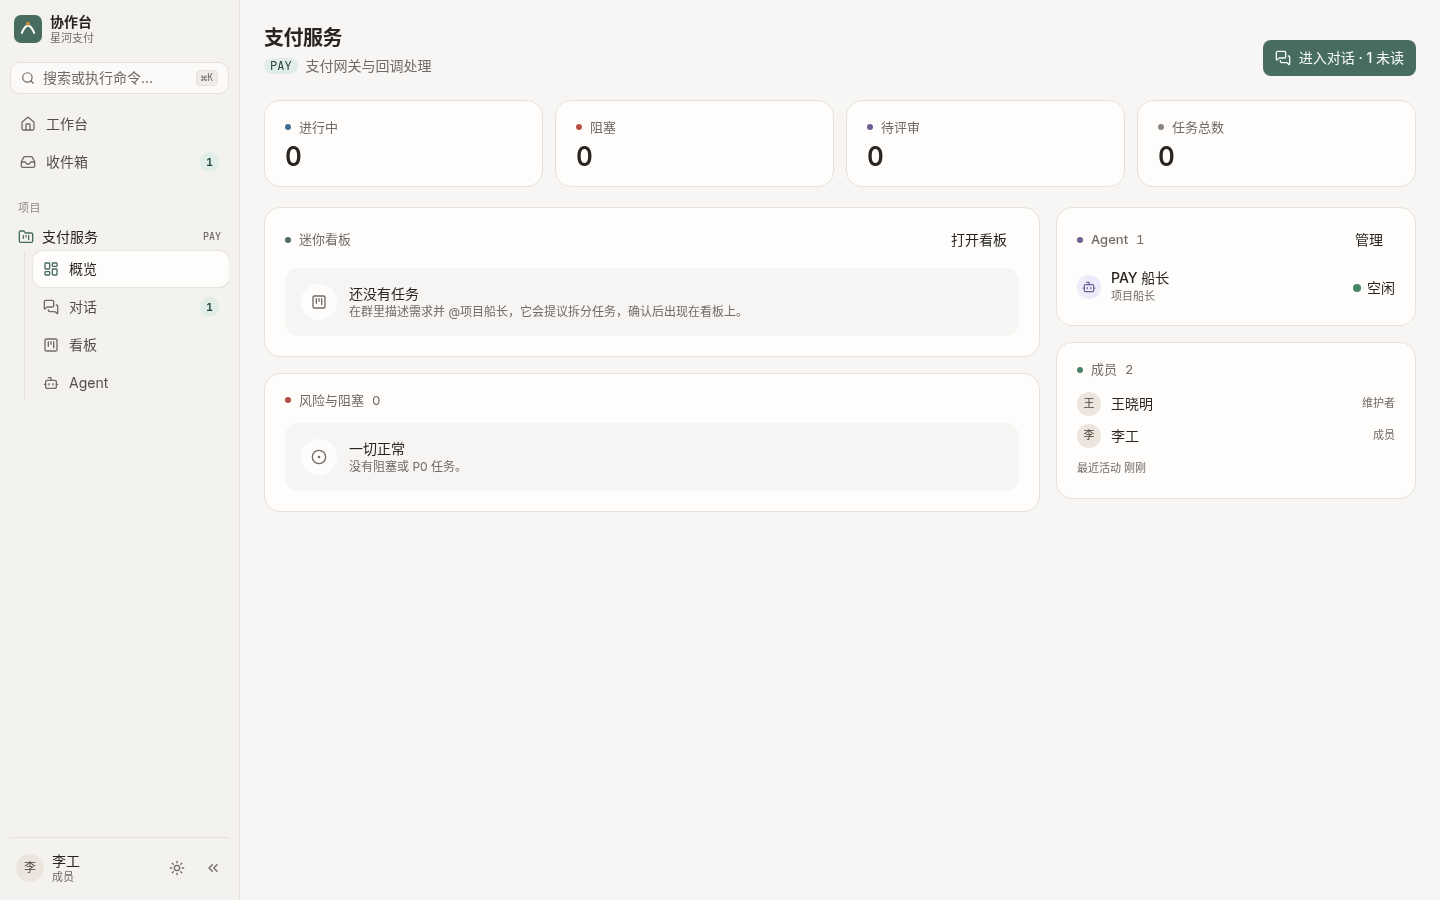 协作台
星河支付
搜索或执行命令... ⌘K
工作台
收件箱 1
项目
支付服务 PAY
概览
对话 1
看板
Agent
李
李工
成员
支付服务
PAY 支付网关与回调处理
进入对话 · 1 未读
进行中
0
阻塞
0
待评审
0
任务总数
0
迷你看板 打开看板
还没有任务
在群里描述需求并 @项目船长，它会提议拆分任务，确认后出现在看板上。
风险与阻塞 0
一切正常
没有阻塞或 P0 任务。
Agent 1 管理
PAY 船长
项目船长
空闲
成员 2
王 王晓明 维护者
李 李工 成员
最近活动 刚刚